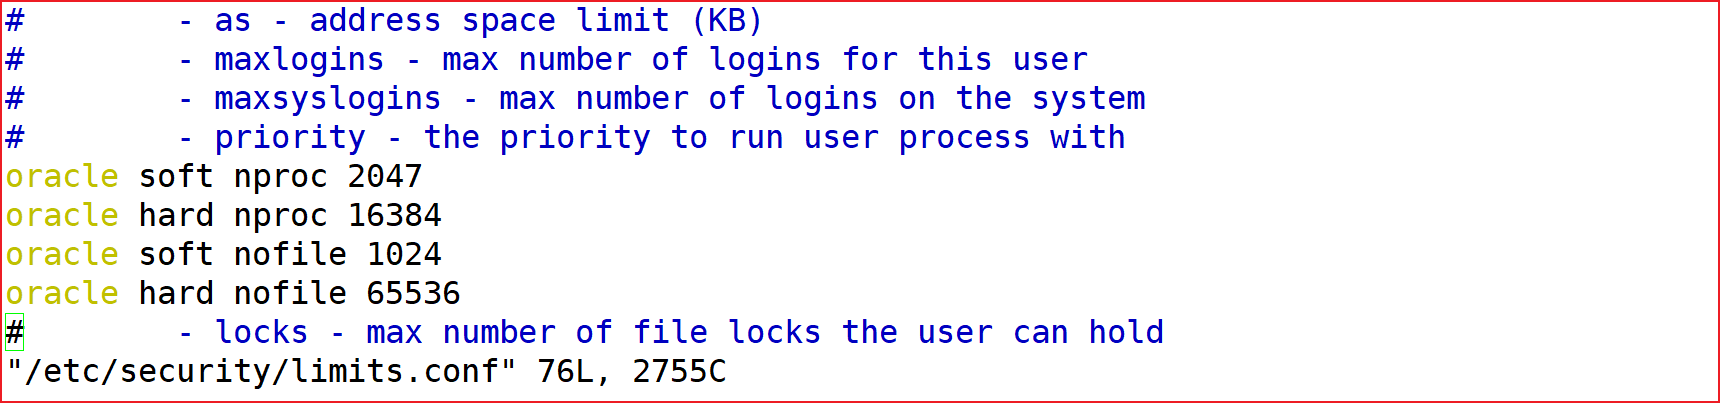 #        - as - address space limit (KB)
#        - maxlogins - max number of logins for this user
#        - maxsyslogins - max number of logins on the system
#        - priority - the priority to run user process with
oracle soft nproc 2047
oracle hard nproc 16384
oracle soft nofile 1024
oracle hard nofile 65536
#        - locks - max number of file locks the user can hold
"/etc/security/limits.conf" 76L, 2755C